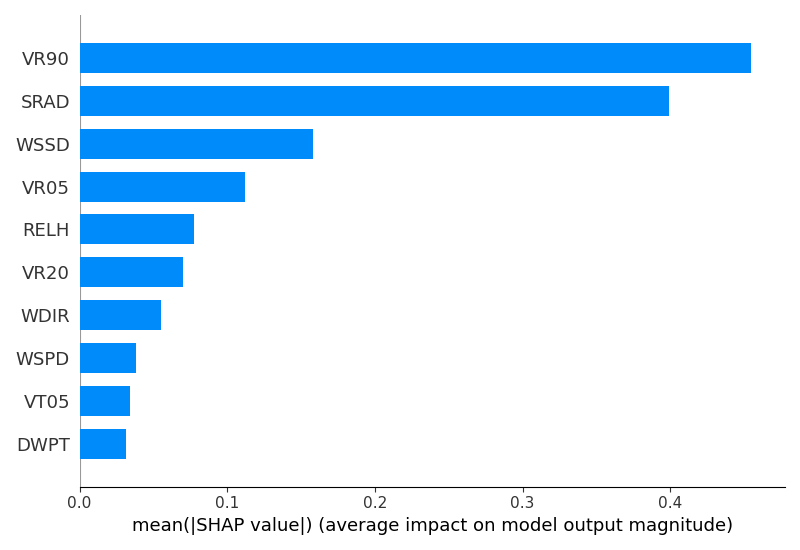 VR90
SRAD
WSSD
VR05
RELH
VR20
WDIR
WSPD
VT05
DWPT
0.0 0.1 0.2 0.3 0.4
mean(|SHAP value|) (average impact on model output magnitude)